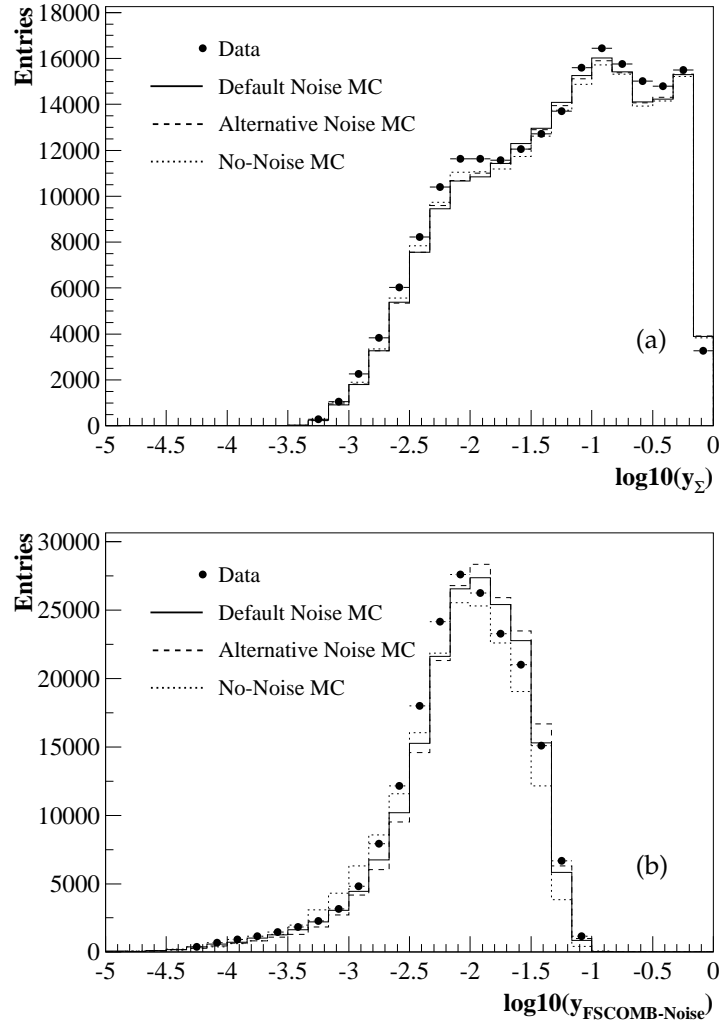 Entries
18000
16000
14000
12000
10000
8000
6000
4000
2000
0
Data
Default Noise MC
Alternative Noise MC
No-Noise MC
(a)
-5 -4.5 -4 -3.5 -3 -2.5 -2 -1.5 -1 -0.5 0
log10(y_Σ)
Entries
30000
25000
20000
15000
10000
5000
0
Data
Default Noise MC
Alternative Noise MC
No-Noise MC
(b)
-5 -4.5 -4 -3.5 -3 -2.5 -2 -1.5 -1 -0.5 0
log10(y_FSCOMB-Noise)